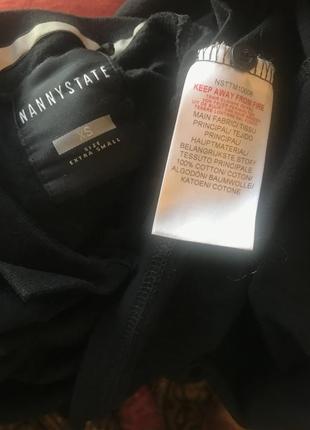 NANNYSTATE
XS
SIZE
EXTRA SMALL
NSTTM10008
KEEP AWAY FROM FIRE
MAIN FABRIC/TISSU
PRINCIPAL/ TEJIDO
PRINCIPAL/
HAUPTMATERIAL/
BELANGRIJKSTE STOF/
TESSUTO PRINCIPALE
100% COTTON/ COTON/
ALGODÓN/ BAUMWOLLE/
KATOEN/ COTONE